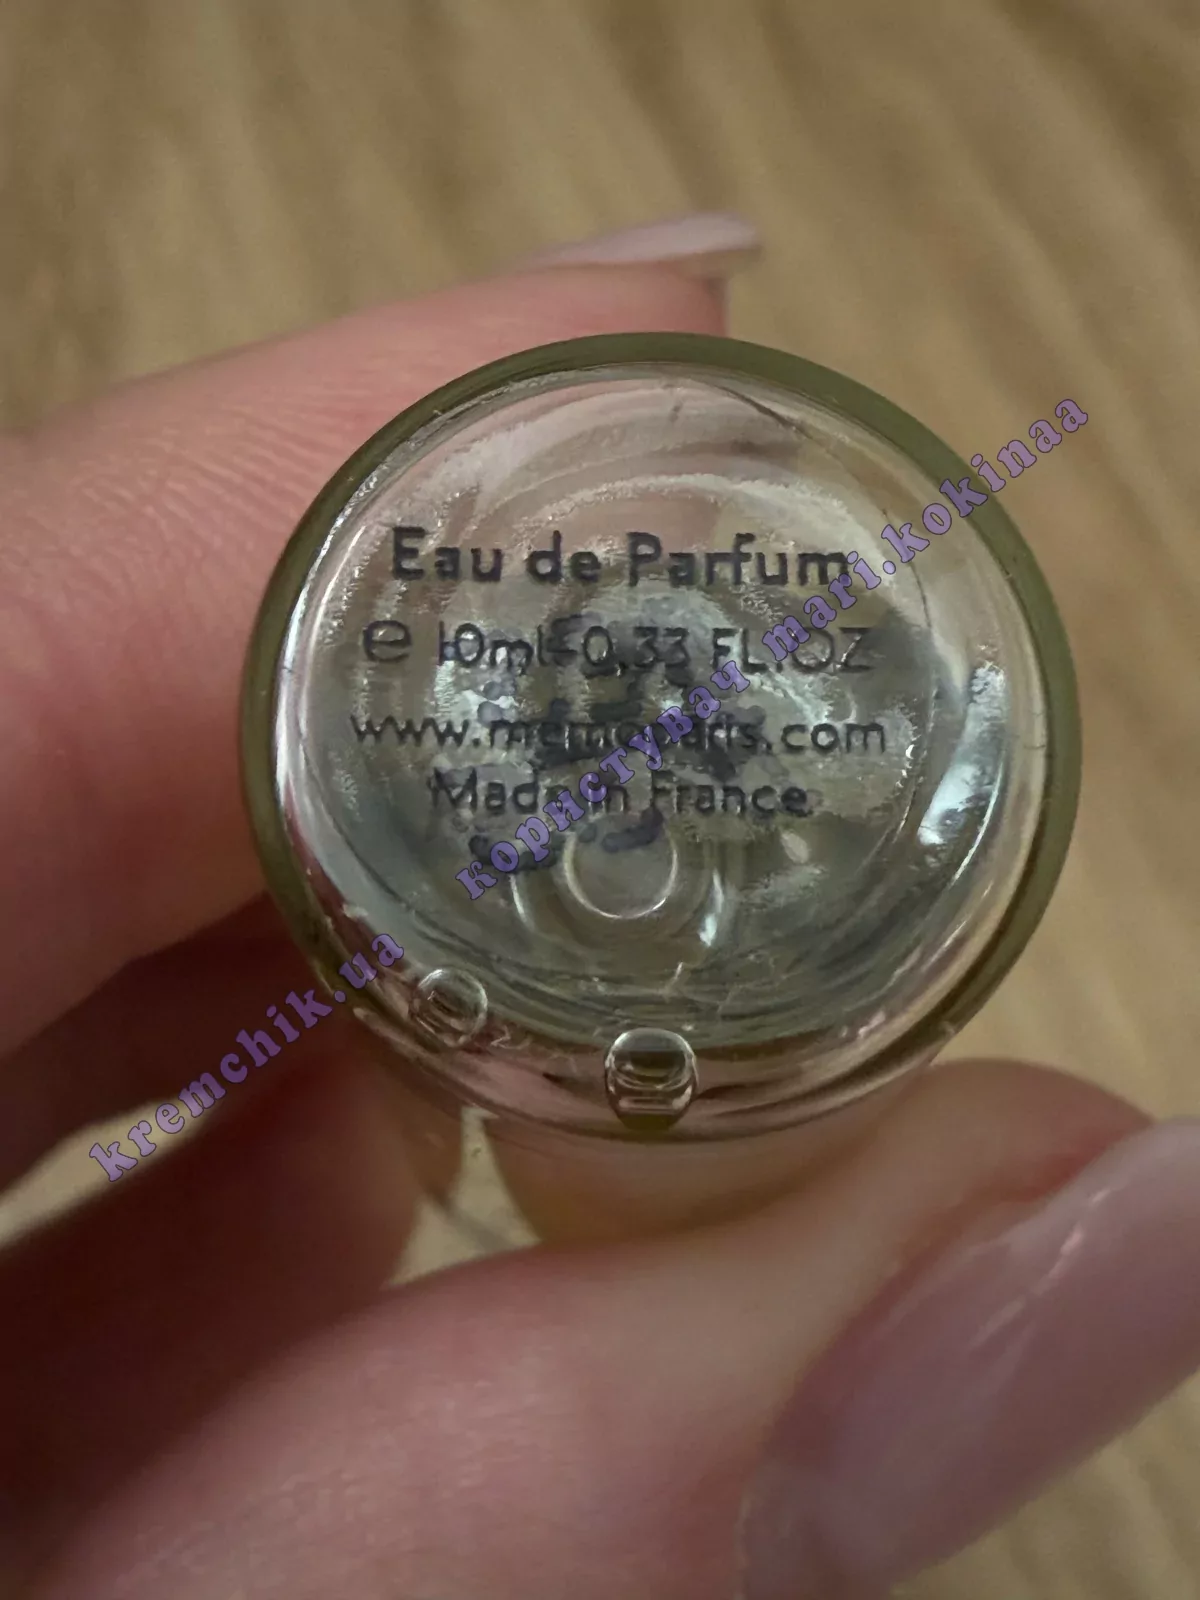 Eau de Parfum
e 10ml-0,33 FL.OZ
www.memoparis.com
Made in France
kremchik.ua користувач mari.kokinaa